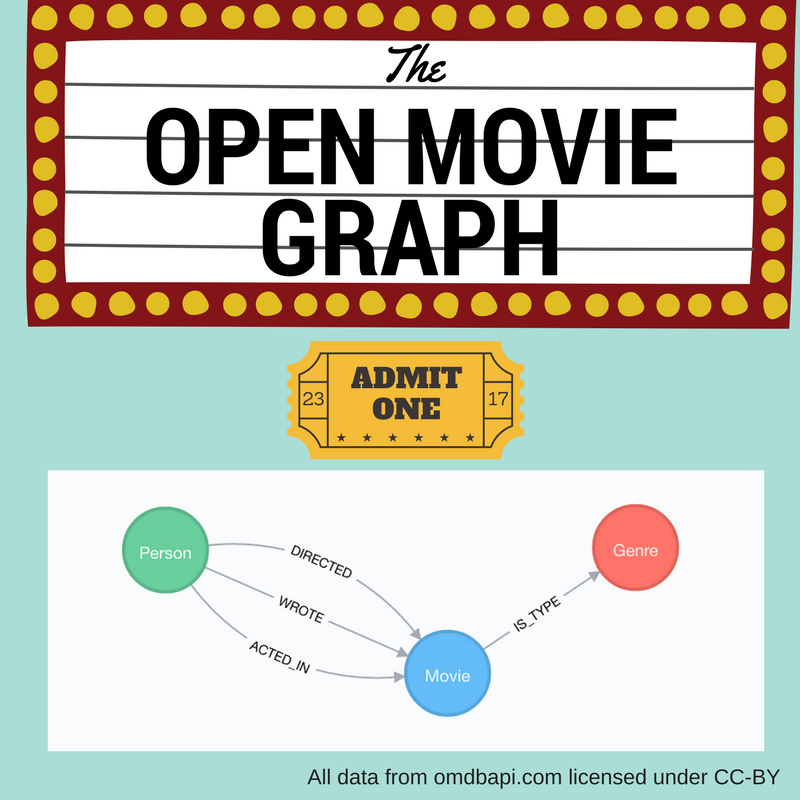 The
OPEN MOVIE
GRAPH
ADMIT
ONE
23
17
Person
DIRECTED
WROTE
ACTED_IN
Movie
IS_TYPE
Genre
All data from omdbapi.com licensed under CC-BY